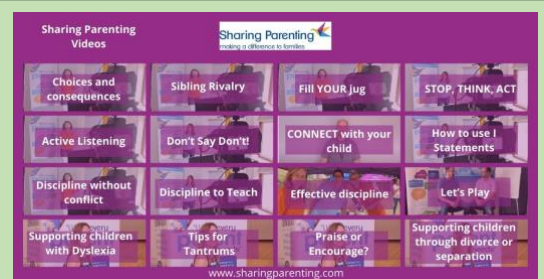 Sharing Parenting
Videos
Sharing Parenting
making a difference to families
Choices and
consequences
Sibling Rivalry
Fill YOUR jug
STOP, THINK, ACT
Active Listening
Don't Say Don't!
CONNECT with your
child
How to use I
Statements
Discipline without
conflict
Discipline to Teach
Effective discipline
Let's Play
Supporting children
with Dyslexia
Tips for
Tantrums
Praise or
Encourage?
Supporting children
through divorce or
separation
www.sharingparenting.com